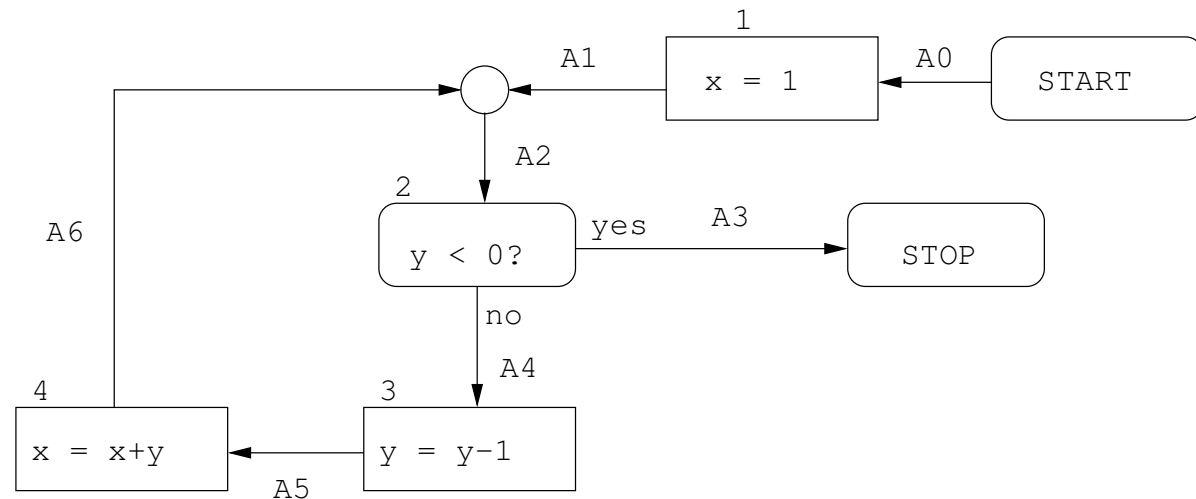 1
A1
A0
x = 1
START
A2
2
A6
yes
A3
y < 0?
STOP
no
A4
4
3
x = x+y
y = y-1
A5